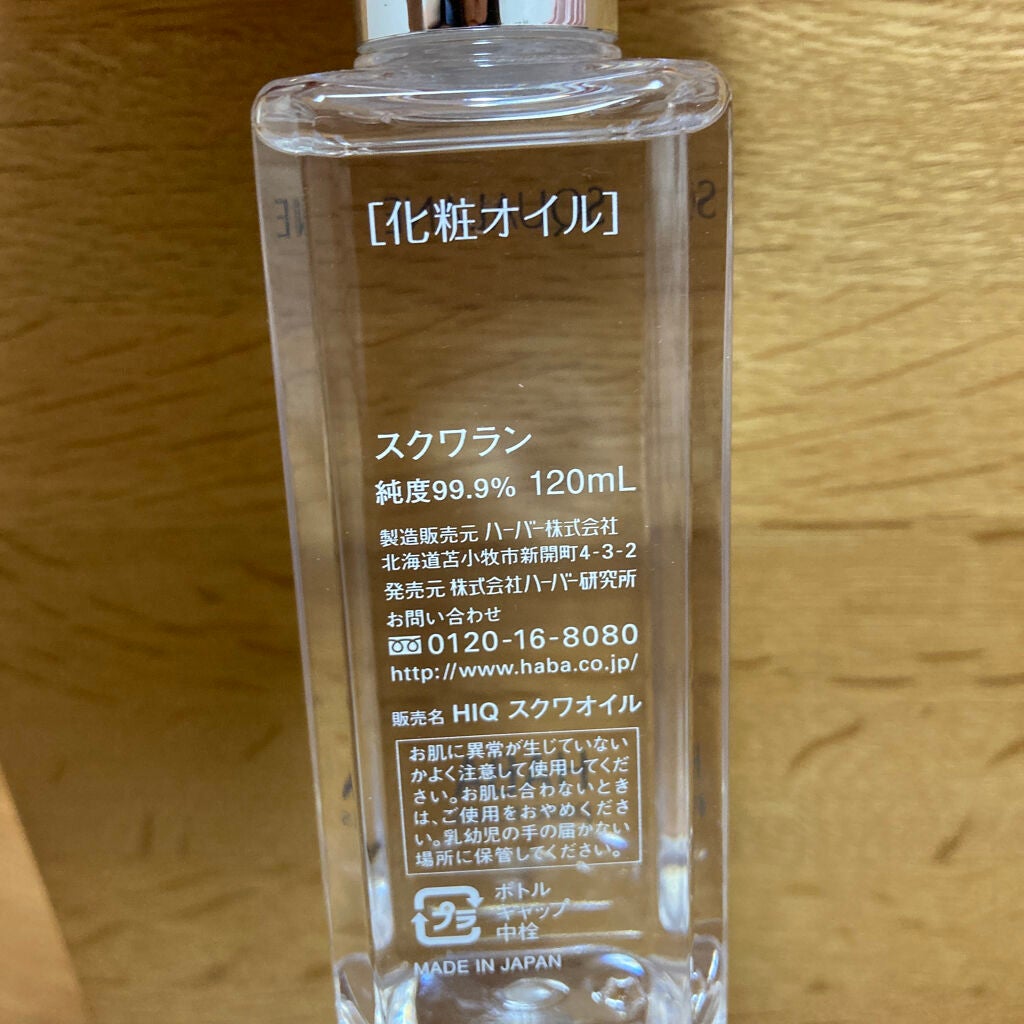 [化粧オイル]
スクワラン
純度99.9% 120mL
製造販売元 ハーバー株式会社
北海道苫小牧市新開町4-3-2
発売元 株式会社ハーバー研究所
お問い合わせ
0120-16-8080
http://www.haba.co.jp/
販売名 HIQ スクワオイル
お肌に異常が生じていない
かよく注意して使用してくだ
さい。お肌に合わないとき
は、ご使用をおやめくださ
い。乳幼児の手の届かない
場所に保管してください。
プラ
ボトル
キャップ
中栓
MADE IN JAPAN